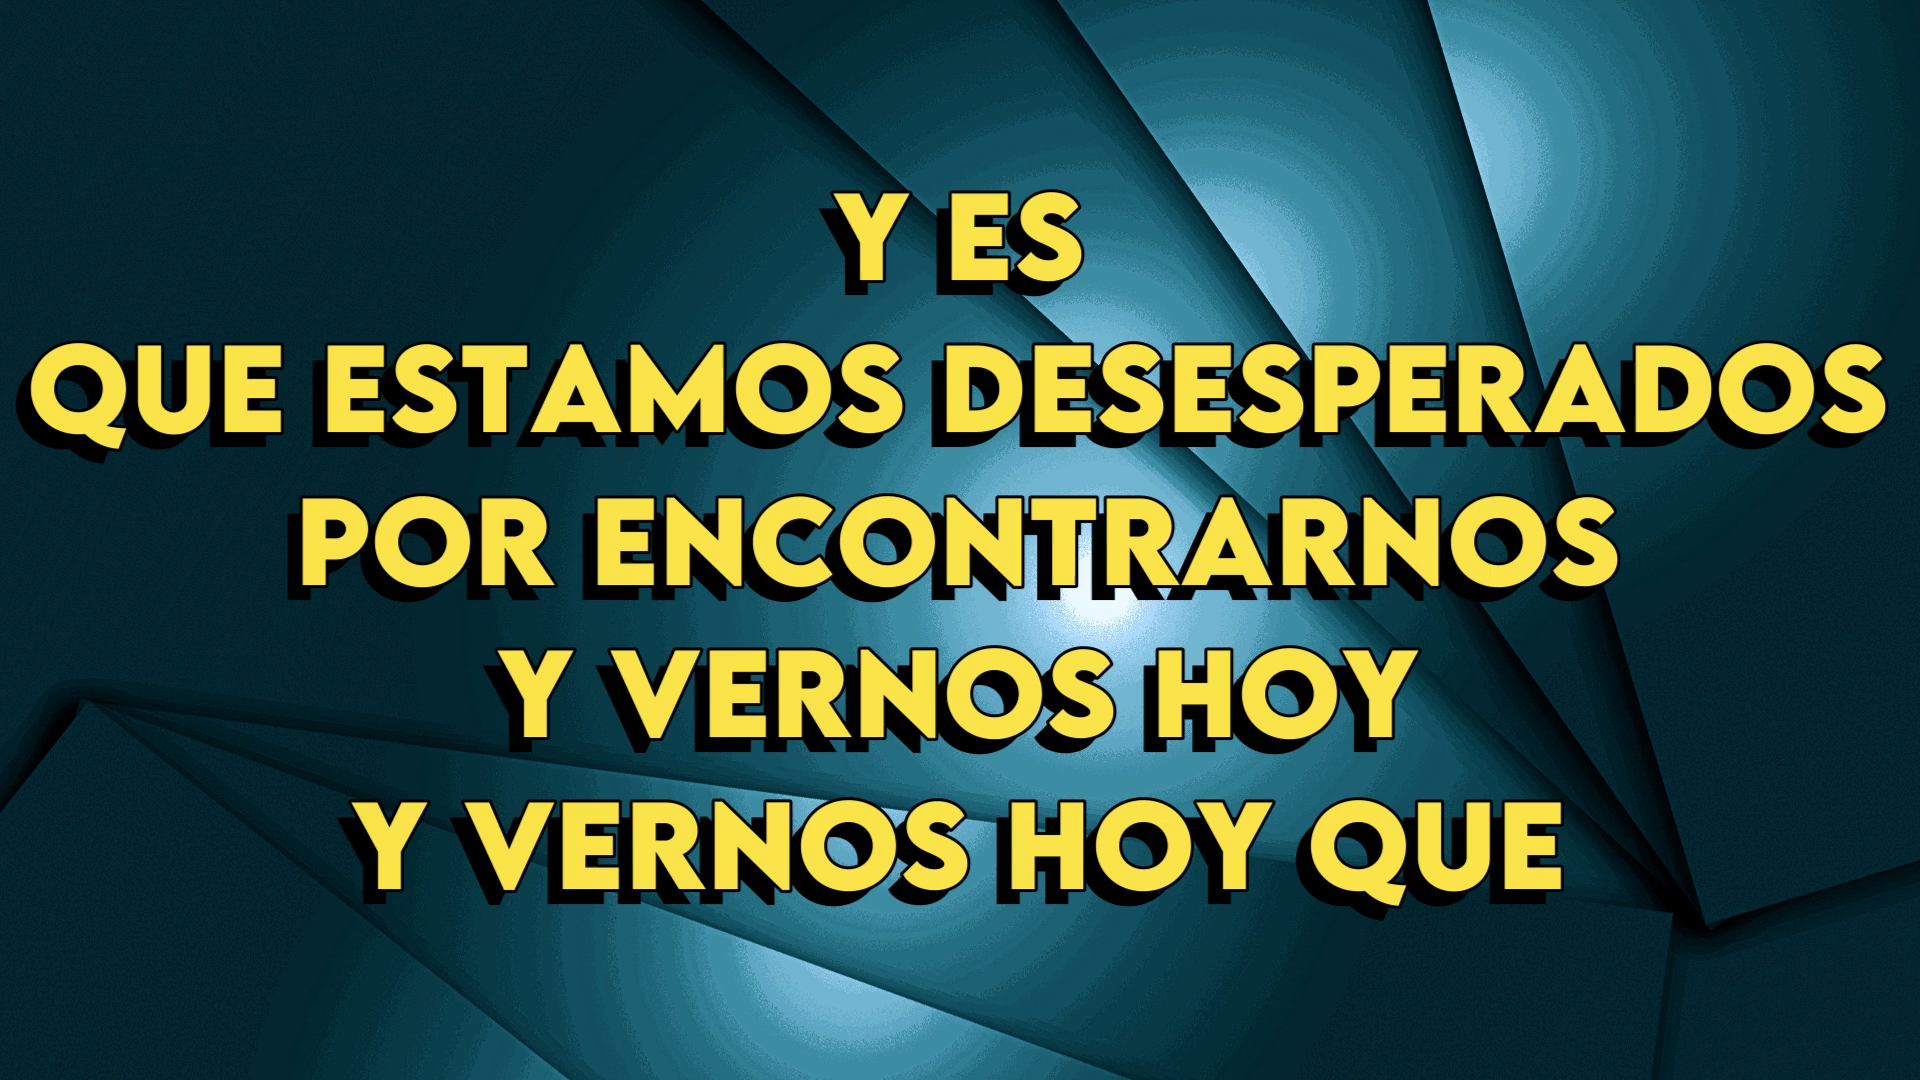 Y ES
QUE ESTAMOS DESESPERADOS
POR ENCONTRARNOS
Y VERNOS HOY
Y VERNOS HOY QUE